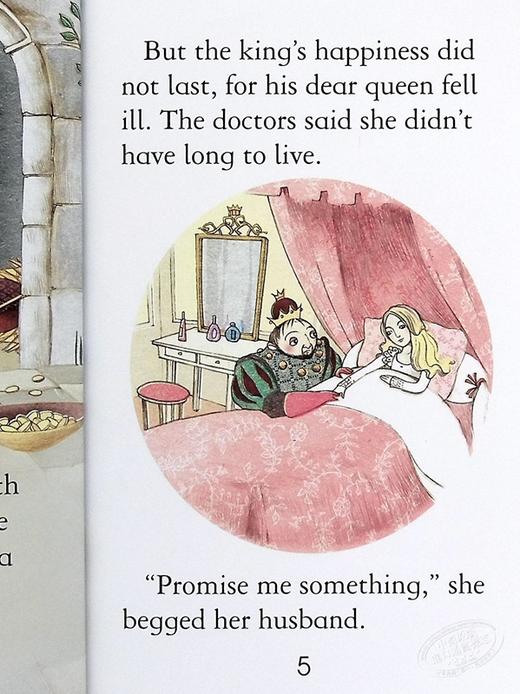 th
e
a
But the king's happiness did
not last, for his dear queen fell
ill. The doctors said she didn't
have long to live.
“Promise me something,” she
begged her husband.
5